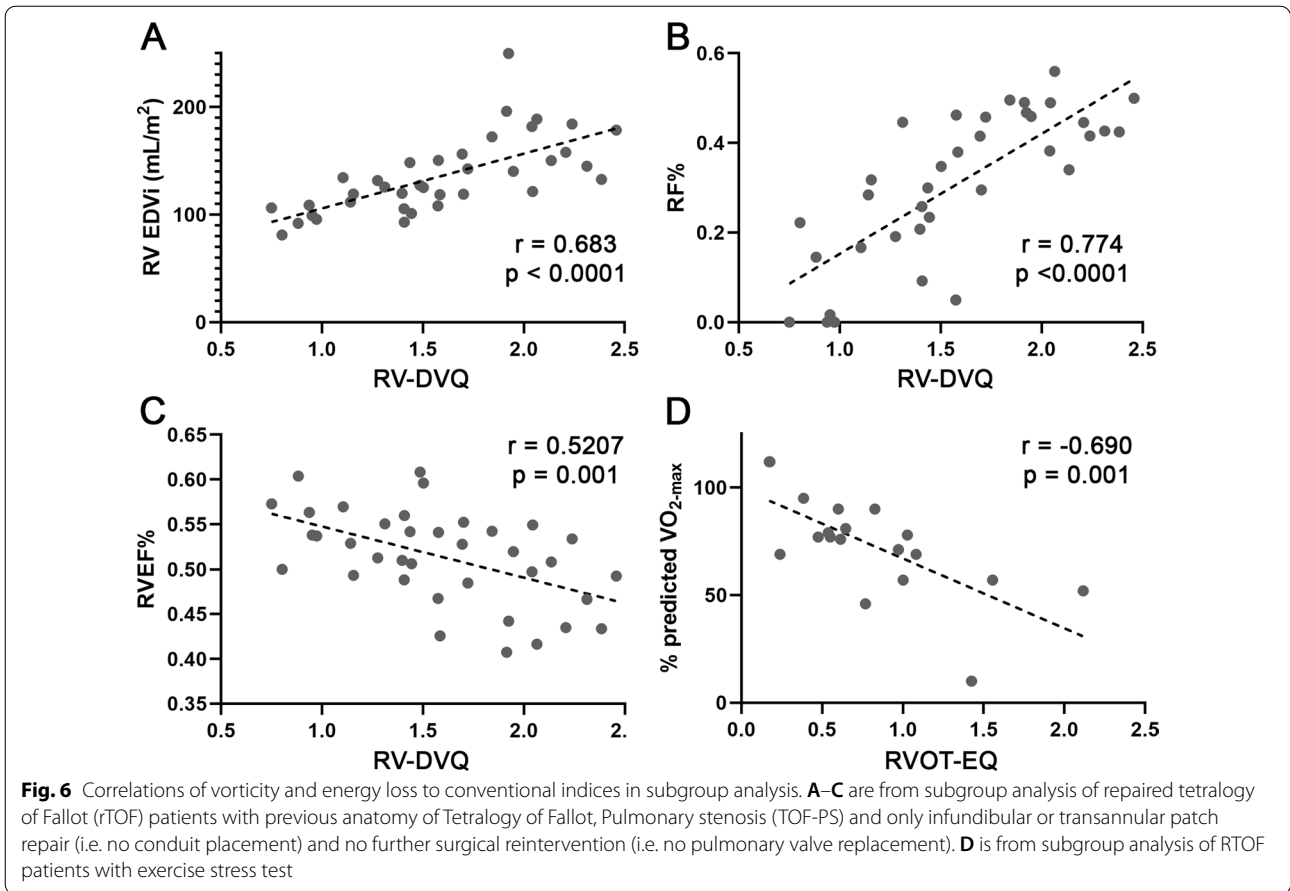 A
RV EDVi (mL/m²)
200
100
0
0.5 1.0 1.5 2.0 2.5
RV-DVQ
r = 0.683
p < 0.0001
B
RF%
0.6
0.4
0.2
0.0
0.5 1.0 1.5 2.0 2.5
RV-DVQ
r = 0.774
p <0.0001
C
RVEF%
0.65
0.60
0.55
0.50
0.45
0.40
0.35
0.5 1.0 1.5 2.0 2.
RV-DVQ
r = 0.5207
p = 0.001
D
% predicted VO2-max
100
50
0
0.0 0.5 1.0 1.5 2.0 2.5
RVOT-EQ
r = -0.690
p = 0.001
Fig. 6 Correlations of vorticity and energy loss to conventional indices in subgroup analysis. A–C are from subgroup analysis of repaired tetralogy
of Fallot (rTOF) patients with previous anatomy of Tetralogy of Fallot, Pulmonary stenosis (TOF-PS) and only infundibular or transannular patch
repair (i.e. no conduit placement) and no further surgical reintervention (i.e. no pulmonary valve replacement). D is from subgroup analysis of RTOF
patients with exercise stress test